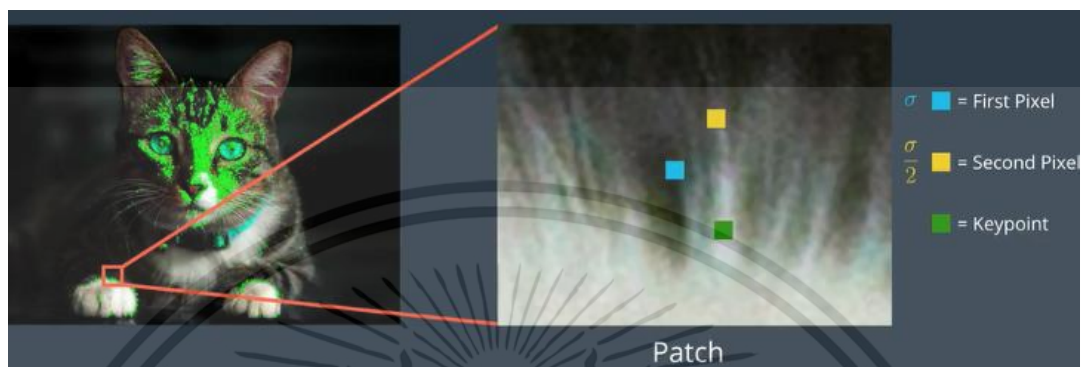 σ = First Pixel
σ/2 = Second Pixel
= Keypoint
Patch